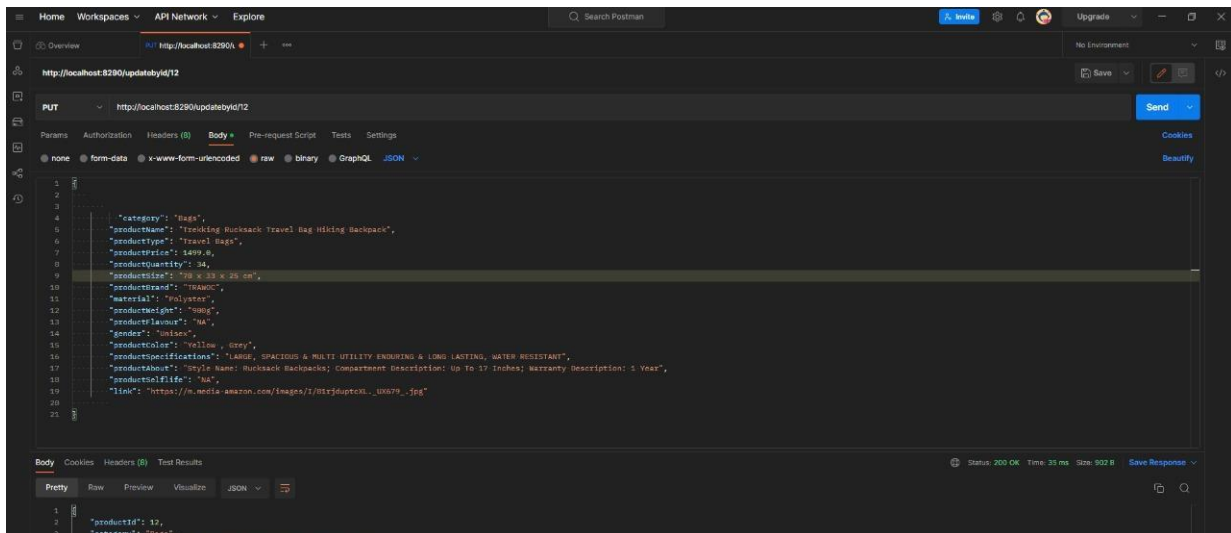 Home Workspaces API Network Explore Search Postman Invite Upgrade
Overview PUT http://localhost:8290/u No Environment
http://localhost:8290/updatebyid/12 Save
PUT http://localhost:8290/updatebyid/12 Send
Params Authorization Headers (8) Body Pre-request Script Tests Settings Cookies
none form-data x-www-form-urlencoded raw binary GraphQL JSON Beautify
1 {
2
3
4 "category": "Bags",
5 "productName": "Trekking Rucksack Travel Bag Hiking Backpack",
6 "productType": "Travel Bags",
7 "productPrice": 1499.0,
8 "productQuantity": 34,
9 "productSize": "70 x 33 x 25 cm",
10 "productBrand": "TRAWOC",
11 "material": "Polyster",
12 "productWeight": "900g",
13 "productFlavour": "NA",
14 "gender": "Unisex",
15 "productColor": "Yellow , Grey",
16 "productSpecifications": "LARGE, SPACIOUS & MULTI UTILITY ENDURING & LONG LASTING, WATER RESISTANT",
17 "productAbout": "Style Name: Rucksack Backpacks; Compartment Description: Up To 17 Inches; Warranty Description: 1 Year",
18 "productSelflife": "NA",
19 "link": "https://m.media-amazon.com/images/I/81rjduptcXL._UX679_.jpg"
20
21 }
Body Cookies Headers (8) Test Results Status: 200 OK Time: 35 ms Size: 902 B Save Response
Pretty Raw Preview Visualize JSON
1 {
2 "productId": 12,